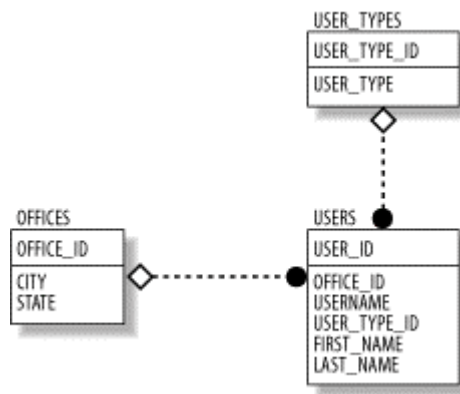 USER_TYPES
USER_TYPE_ID
USER_TYPE
OFFICES
OFFICE_ID
CITY
STATE
USERS
USER_ID
OFFICE_ID
USERNAME
USER_TYPE_ID
FIRST_NAME
LAST_NAME